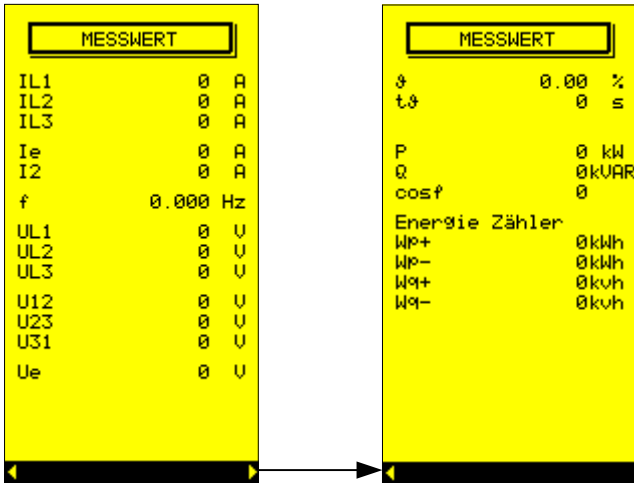 MESSWERT
IL1 0 A
IL2 0 A
IL3 0 A
Ie 0 A
I2 0 A
f 0.000 Hz
UL1 0 V
UL2 0 V
UL3 0 V
U12 0 V
U23 0 V
U31 0 V
Ue 0 V
MESSWERT
ϑ 0.00 %
tϑ 0 s
P 0 kW
Q 0kVAR
cosf 0
Energie Zähler
Wp+ 0kWh
Wp- 0kWh
Wq+ 0kvh
Wq- 0kvh